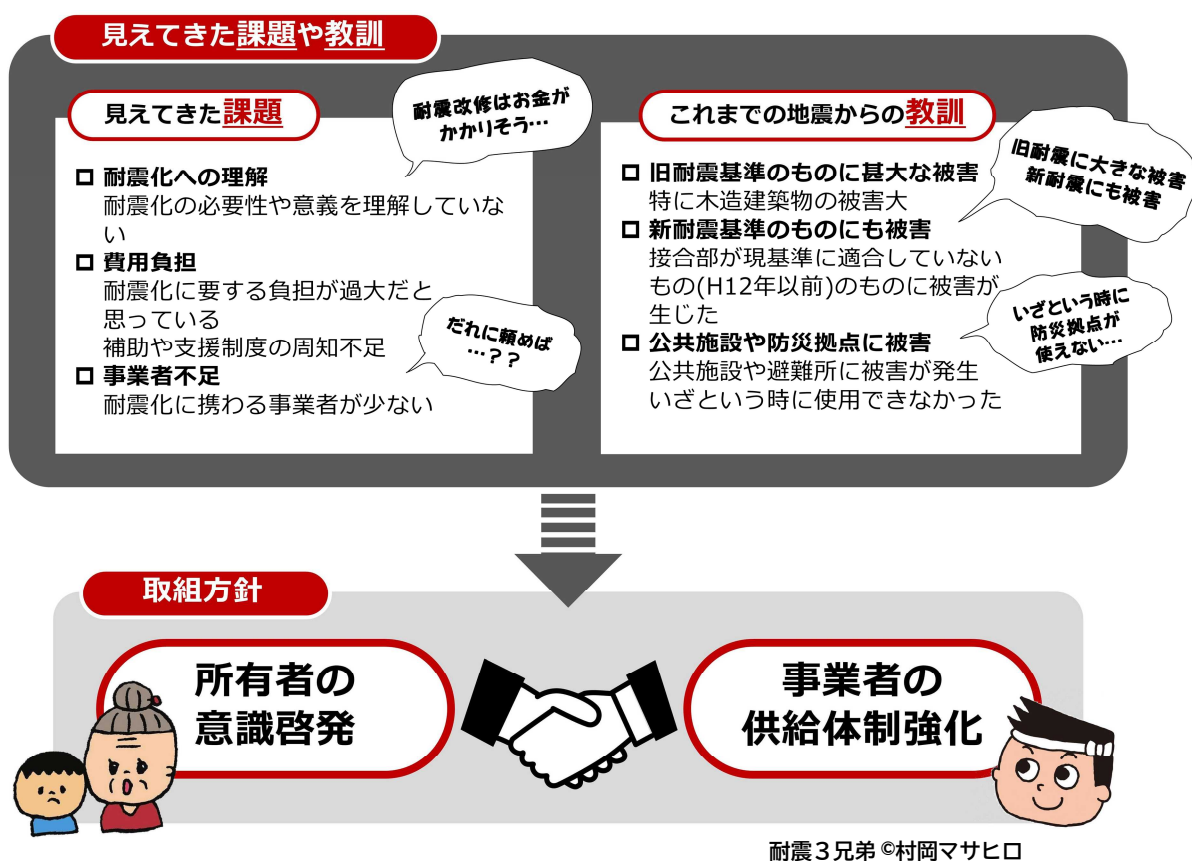 見えてきた課題や教訓
見えてきた課題
耐震改修はお金が
かかりそう…
□ 耐震化への理解
耐震化の必要性や意義を理解していな
い
□ 費用負担
耐震化に要する負担が過大だと
思っている
補助や支援制度の周知不足
□ 事業者不足
耐震化に携わる事業者が少ない
だれに頼めば
…？？
これまでの地震からの教訓
□ 旧耐震基準のものに甚大な被害
特に木造建築物の被害大
□ 新耐震基準のものにも被害
接合部が現基準に適合していない
もの(H12年以前)のものに被害が
生じた
□ 公共施設や防災拠点に被害
公共施設や避難所に被害が発生
いざという時に使用できなかった
旧耐震に大きな被害
新耐震にも被害
いざという時に
防災拠点が
使えない…
取組方針
所有者の
意識啓発
事業者の
供給体制強化
耐震３兄弟 ©村岡マサヒロ